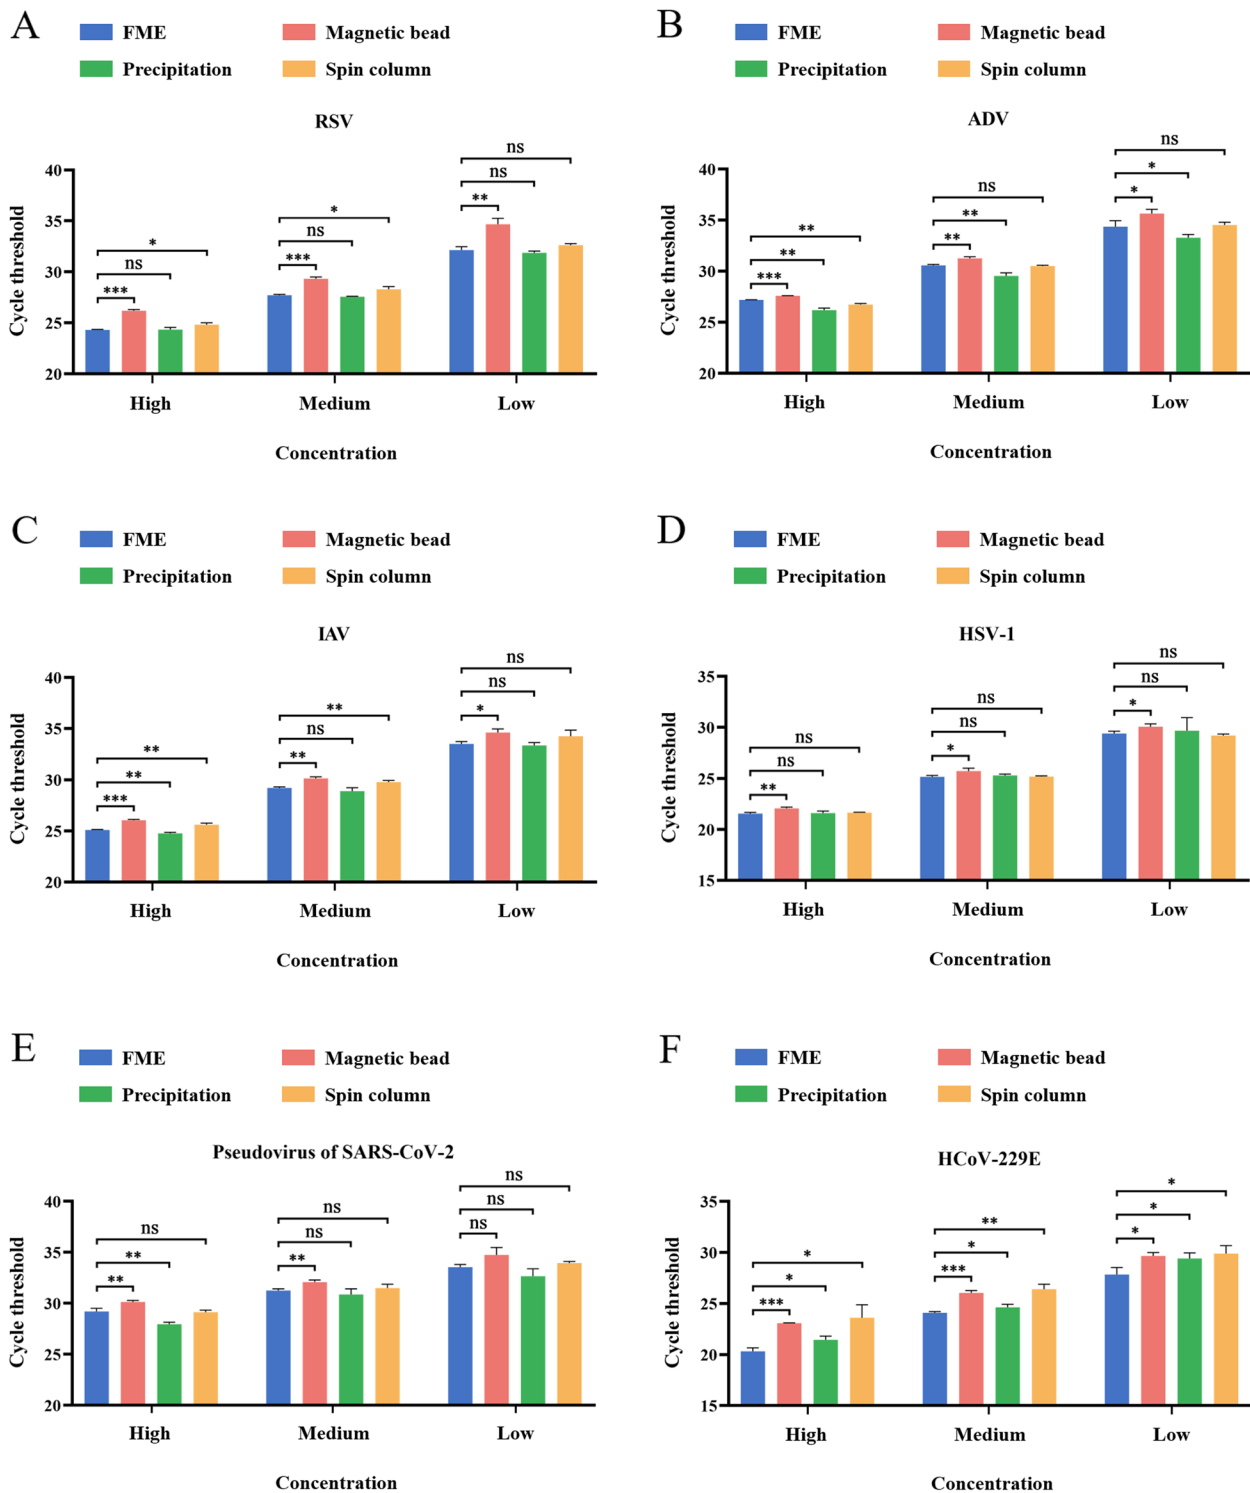 A
FME
Magnetic bead
Precipitation
Spin column
RSV
Cycle threshold
40
35
30
25
20
***
ns
*
***
ns
*
**
ns
ns
High
Medium
Low
Concentration
B
FME
Magnetic bead
Precipitation
Spin column
ADV
Cycle threshold
40
35
30
25
20
***
**
**
**
**
ns
*
*
ns
High
Medium
Low
Concentration
C
FME
Magnetic bead
Precipitation
Spin column
IAV
Cycle threshold
40
35
30
25
20
***
**
**
**
ns
**
*
ns
ns
High
Medium
Low
Concentration
D
FME
Magnetic bead
Precipitation
Spin column
HSV-1
Cycle threshold
35
30
25
20
15
**
ns
ns
*
ns
ns
*
ns
ns
High
Medium
Low
Concentration
E
FME
Magnetic bead
Precipitation
Spin column
Pseudovirus of SARS-CoV-2
Cycle threshold
40
35
30
25
20
**
**
ns
**
ns
ns
ns
ns
ns
High
Medium
Low
Concentration
F
FME
Magnetic bead
Precipitation
Spin column
HCoV-229E
Cycle threshold
35
30
25
20
15
***
*
*
***
*
**
*
*
*
High
Medium
Low
Concentration